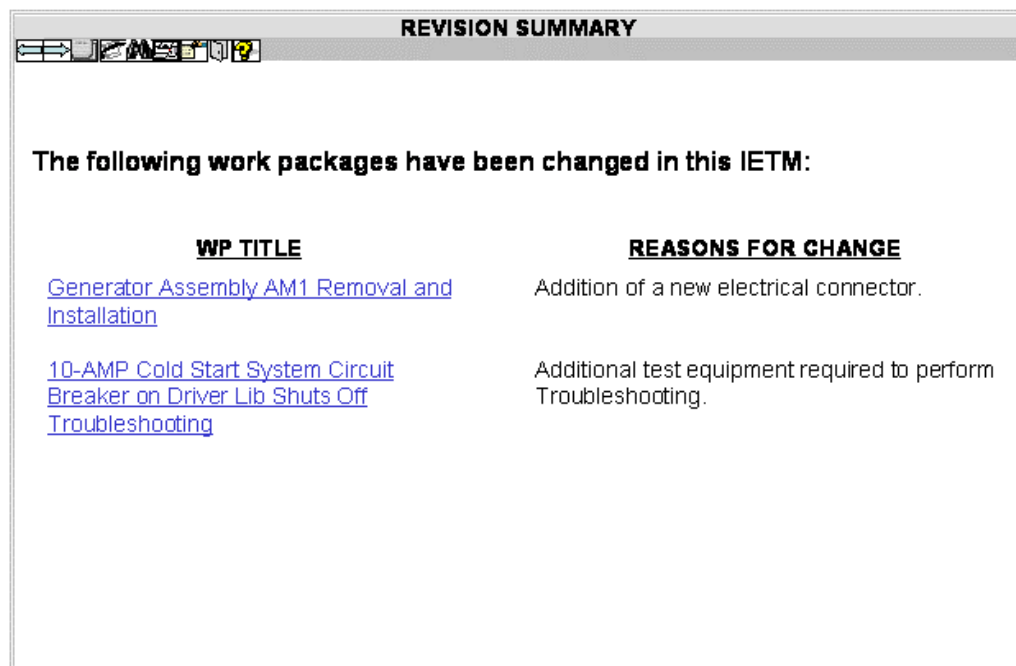 REVISION SUMMARY
The following work packages have been changed in this IETM:
WP TITLE
REASONS FOR CHANGE
Generator Assembly AM1 Removal and
Installation
Addition of a new electrical connector.
10-AMP Cold Start System Circuit
Breaker on Driver Lib Shuts Off
Troubleshooting
Additional test equipment required to perform
Troubleshooting.